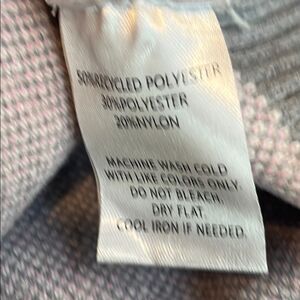 50%RECYCLED POLYESTER
30%POLYESTER
20%NYLON
MACHINE WASH COLD
WITH LIKE COLORS ONLY
DO NOT BLEACH.
DRY FLAT.
COOL IRON IF NEEDED.